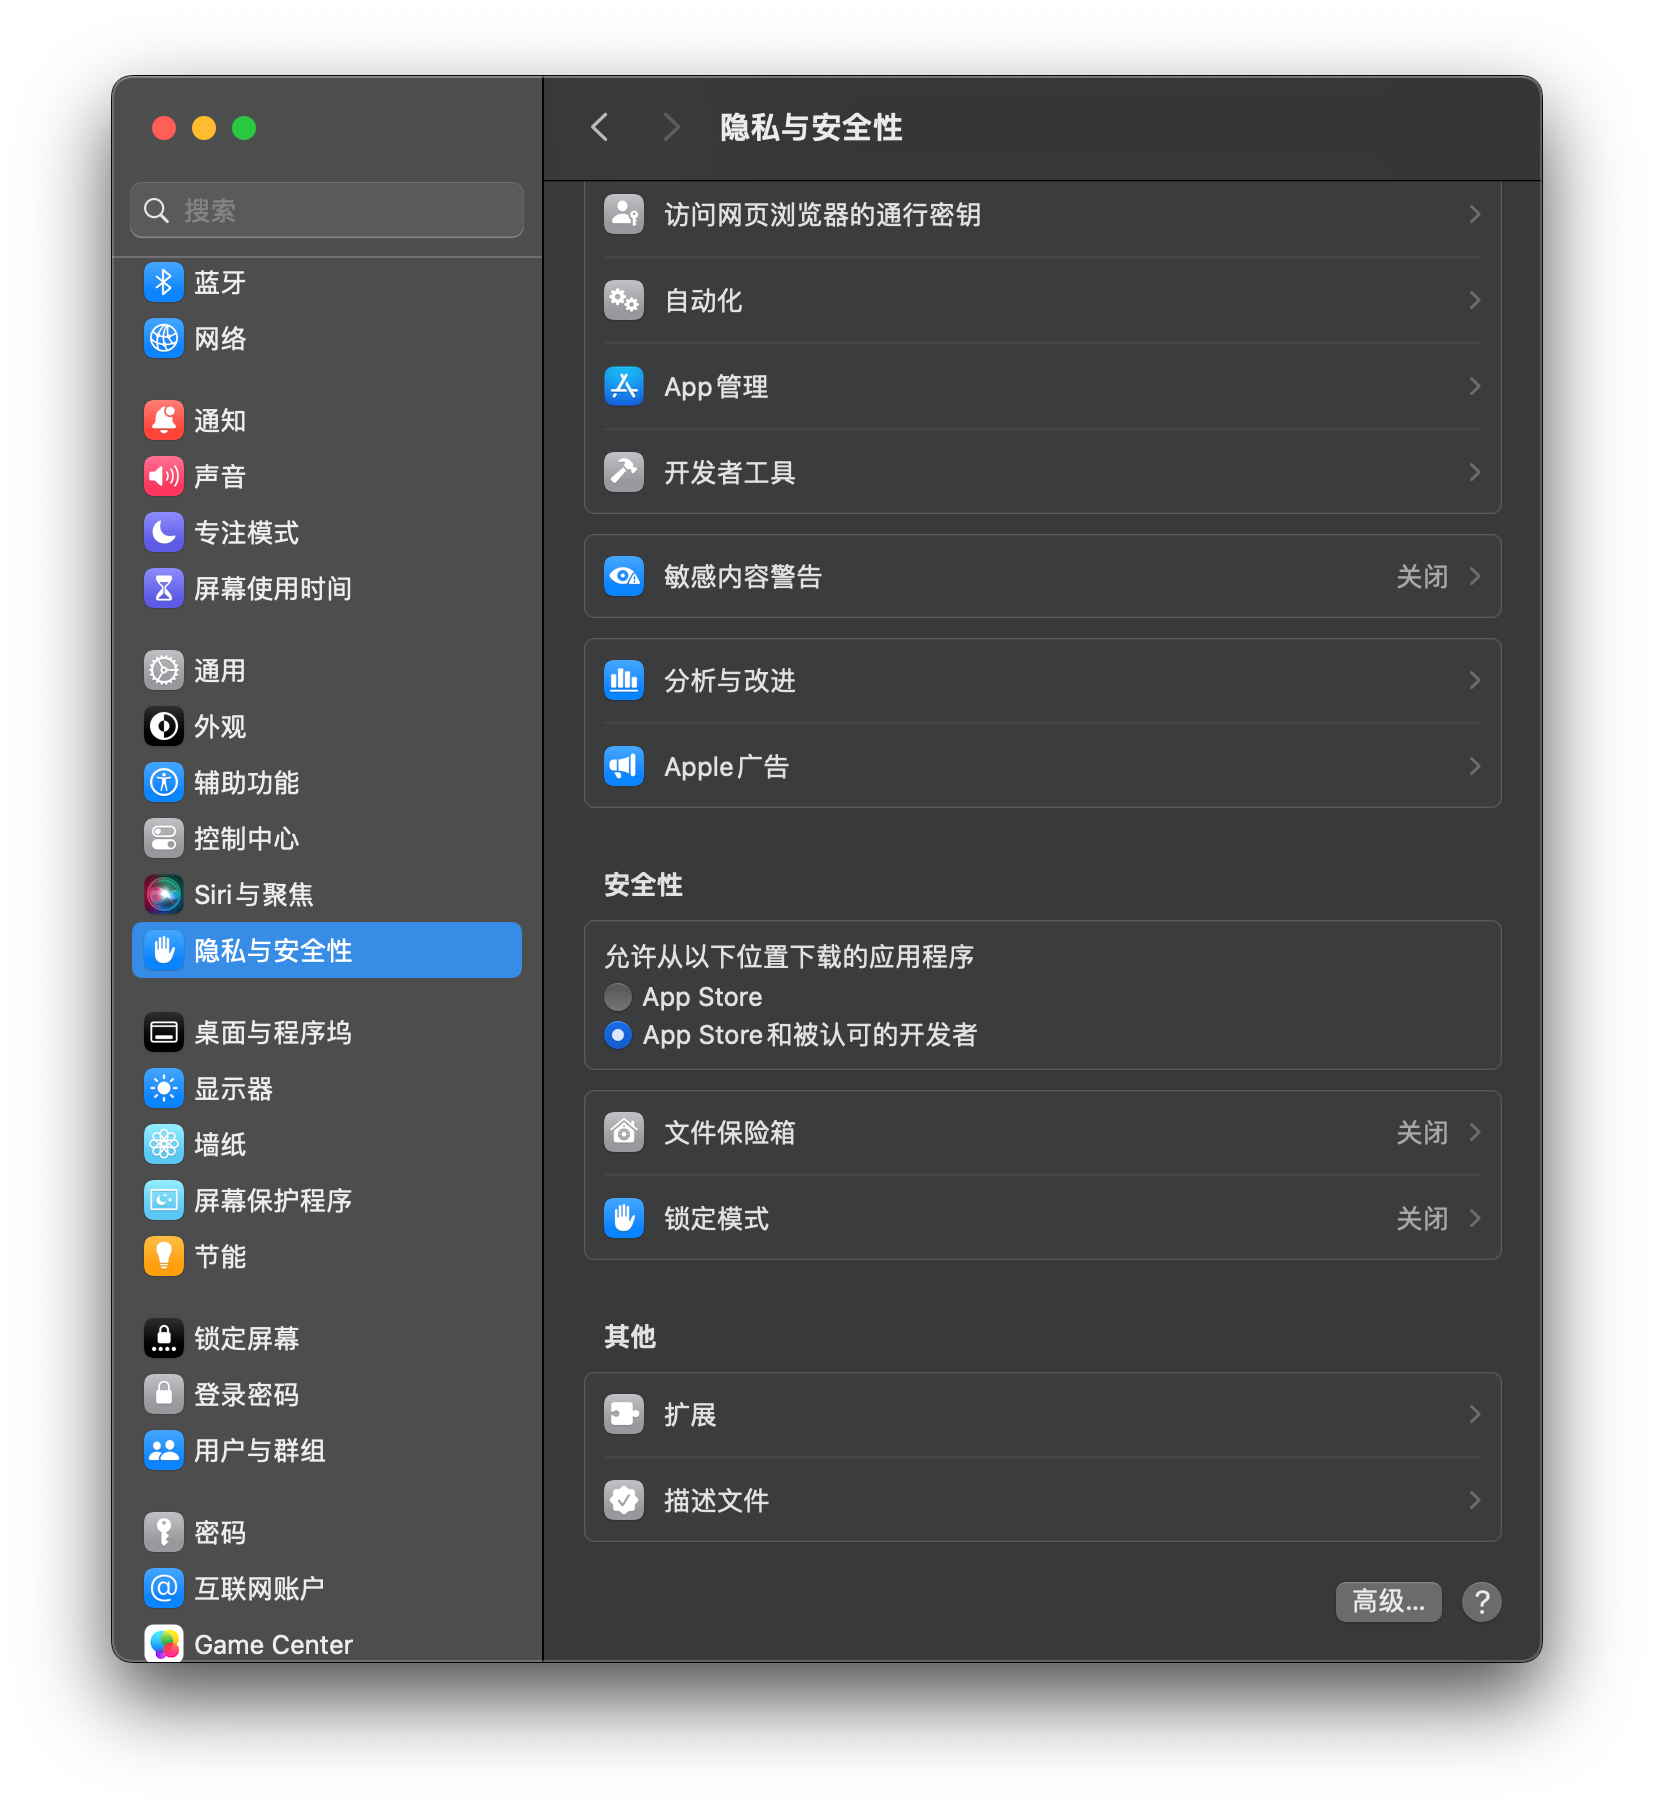 搜索
蓝牙
网络
通知
声音
专注模式
屏幕使用时间
通用
外观
辅助功能
控制中心
Siri与聚焦
隐私与安全性
桌面与程序坞
显示器
墙纸
屏幕保护程序
节能
锁定屏幕
登录密码
用户与群组
密码
互联网账户
Game Center
隐私与安全性
访问网页浏览器的通行密钥
自动化
App管理
开发者工具
敏感内容警告 关闭
分析与改进
Apple广告
安全性
允许从以下位置下载的应用程序
App Store
App Store和被认可的开发者
文件保险箱 关闭
锁定模式 关闭
其他
扩展
描述文件
高级... ?